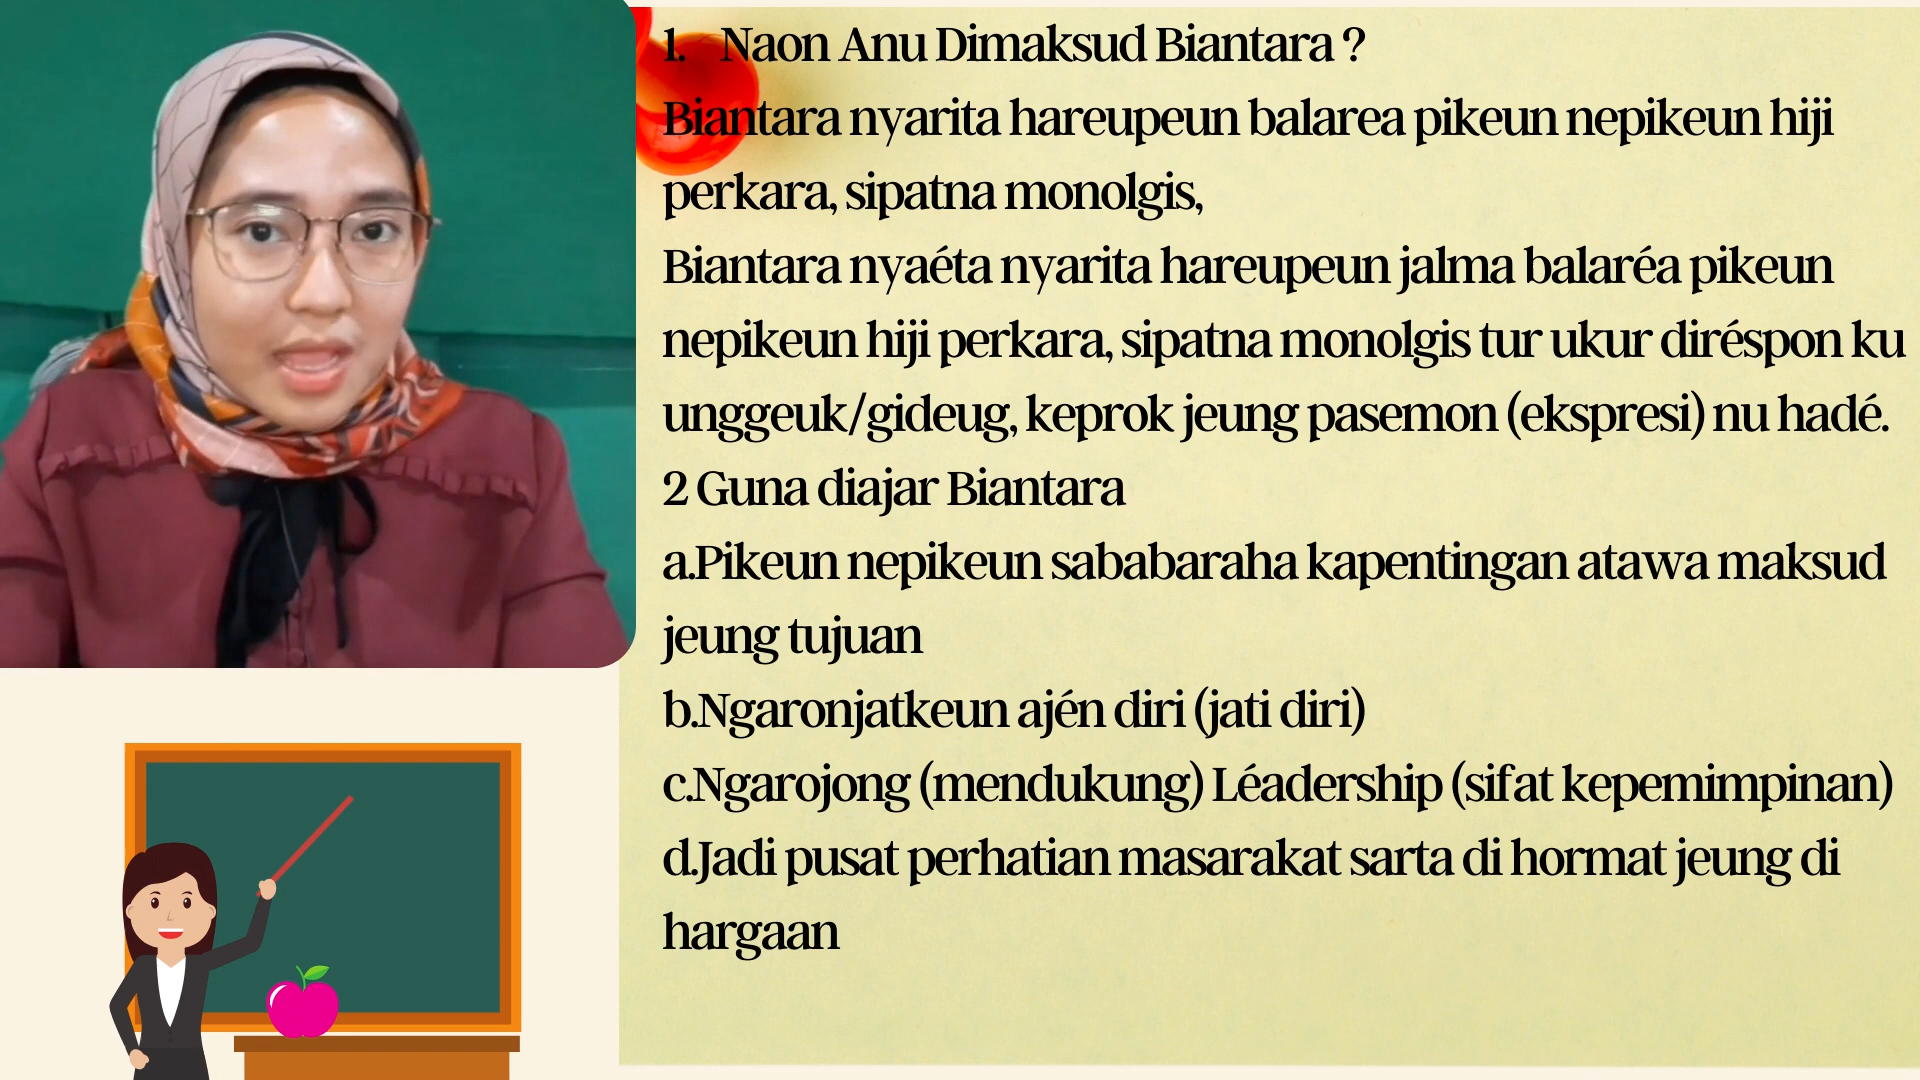 1. Naon Anu Dimaksud Biantara ?
Biantara nyarita hareupeun balarea pikeun nepikeun hiji
perkara, sipatna monolgis,
Biantara nyaéta nyarita hareupeun jalma balaréa pikeun
nepikeun hiji perkara, sipatna monolgis tur ukur diréspon ku
unggeuk/gideug, keprok jeung pasemon (ekspresi) nu hadé.
2 Guna diajar Biantara
a.Pikeun nepikeun sababaraha kapentingan atawa maksud
jeung tujuan
b.Ngaronjatkeun ajén diri (jati diri)
c.Ngarojong (mendukung) Léadership (sifat kepemimpinan)
d.Jadi pusat perhatian masarakat sarta di hormat jeung di
hargaan